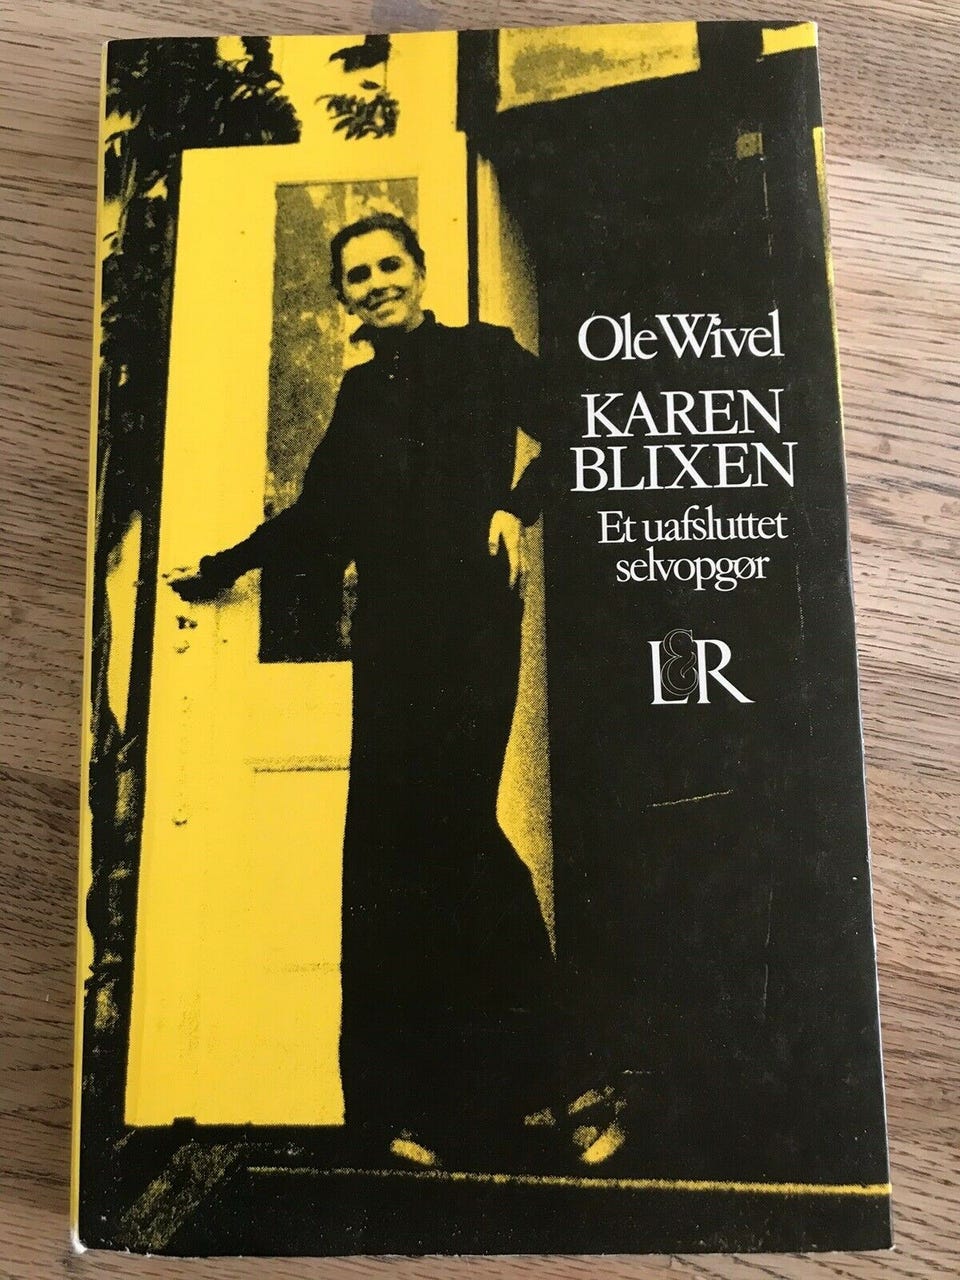 Ole Wivel
KAREN
BLIXEN
Et uafsluttet
selvopgør
L&R